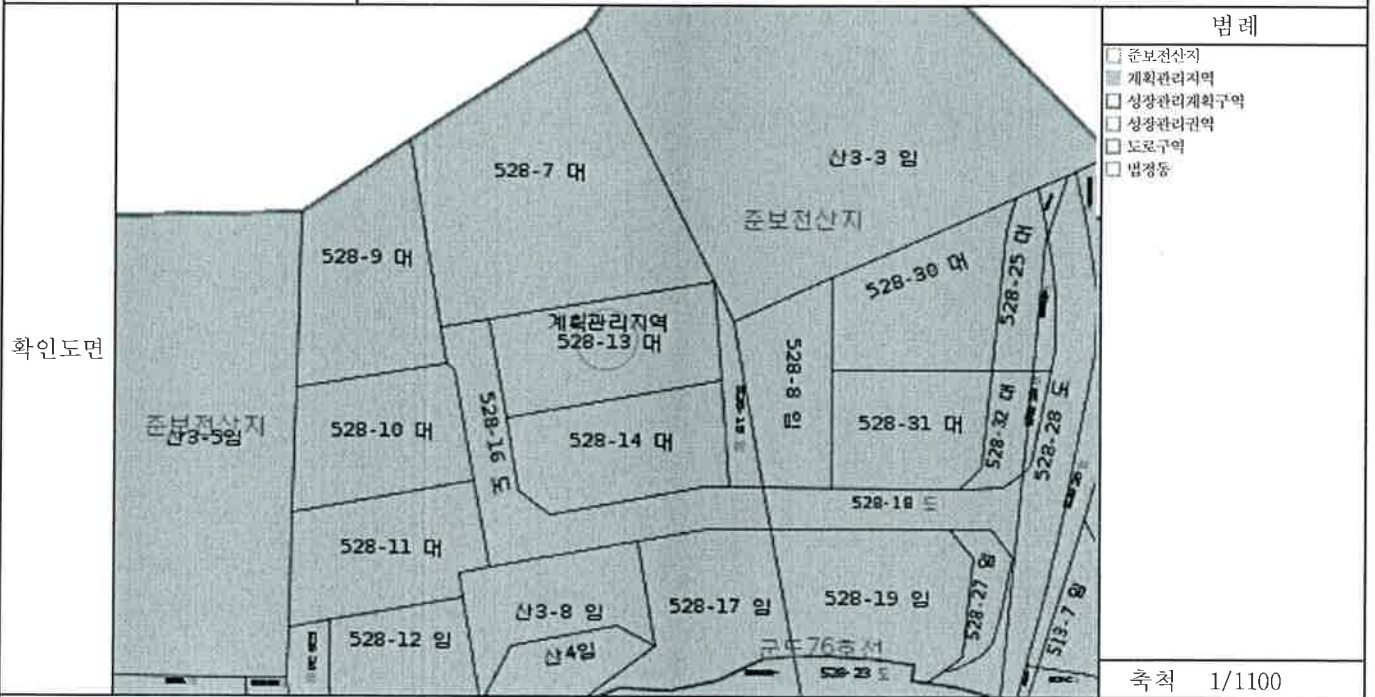 확인도면
범례
준보전산지
계획관리지역
성장관리계획구역
성장관리권역
도로구역
법정동
528-7 대
산3-3 임
준보전산지
528-9 대
528-30 대
528-25 대
계획관리지역
528-13 대
528-8 임
준보전산지
산3-5임
528-10 대
528-16 도
528-14 대
528-31 대
528-32 대
528-28 도
528-18 도
528-11 대
산3-8 임
528-17 임
528-19 임
528-27
513-7
528-12 임
산4임
군도76호선
528-23 도
축척 1/1100